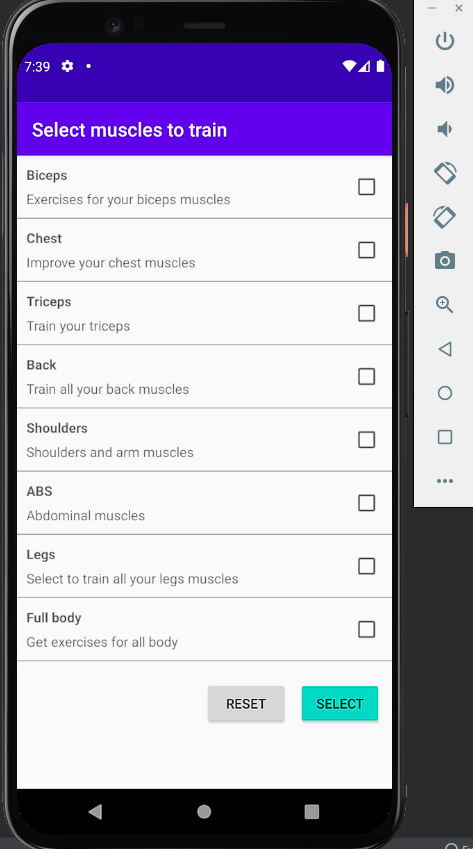 7:39
Select muscles to train
Biceps
Exercises for your biceps muscles
Chest
Improve your chest muscles
Triceps
Train your triceps
Back
Train all your back muscles
Shoulders
Shoulders and arm muscles
ABS
Abdominal muscles
Legs
Select to train all your legs muscles
Full body
Get exercises for all body
RESET SELECT